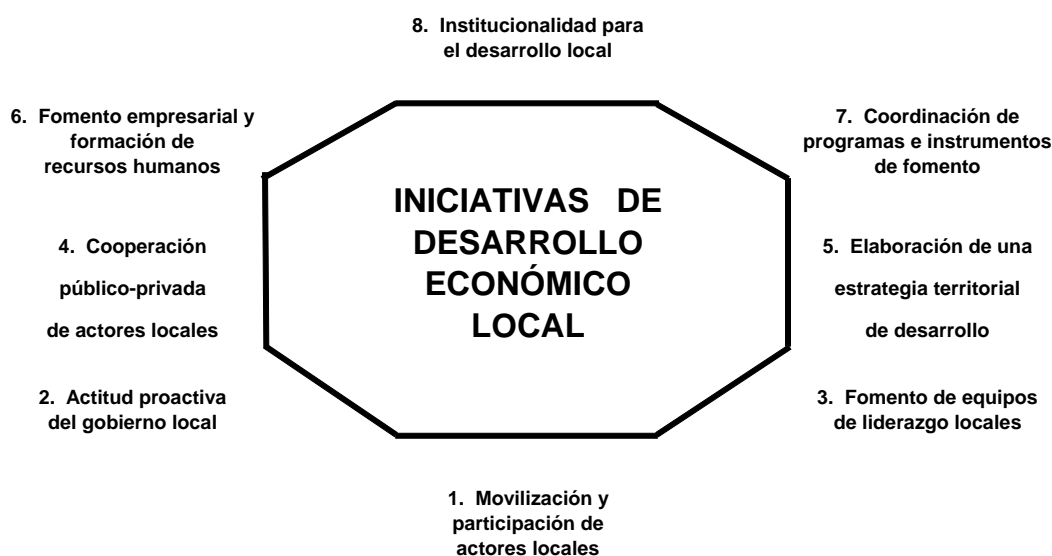 8. Institucionalidad para
el desarrollo local
6. Fomento empresarial y
formación de
recursos humanos
7. Coordinación de
programas e instrumentos
de fomento
INICIATIVAS DE
DESARROLLO
ECONÓMICO
LOCAL
4. Cooperación
público-privada
de actores locales
5. Elaboración de una
estrategia territorial
de desarrollo
2. Actitud proactiva
del gobierno local
3. Fomento de equipos
de liderazgo locales
1. Movilización y
participación de
actores locales